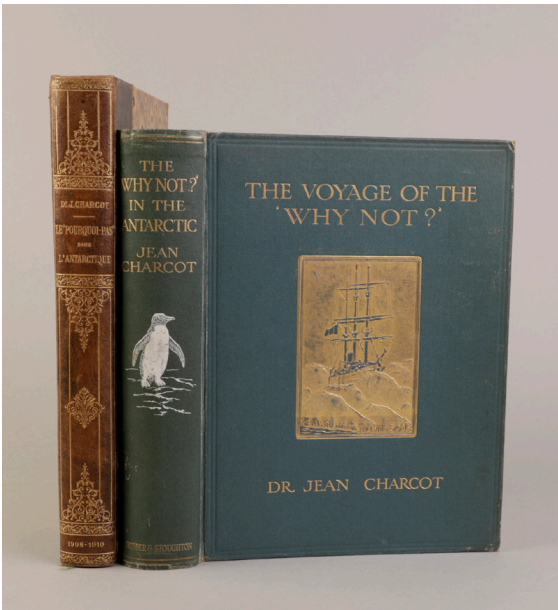 DR. J. CHARCOT
LE "POURQUOI-PAS"
DANS
L'ANTARCTIQUE
1908-1910
THE
'WHY NOT?'
IN THE
ANTARCTIC
JEAN
CHARCOT
HODDER & STOUGHTON
THE VOYAGE OF THE
'WHY NOT?'
DR. JEAN CHARCOT